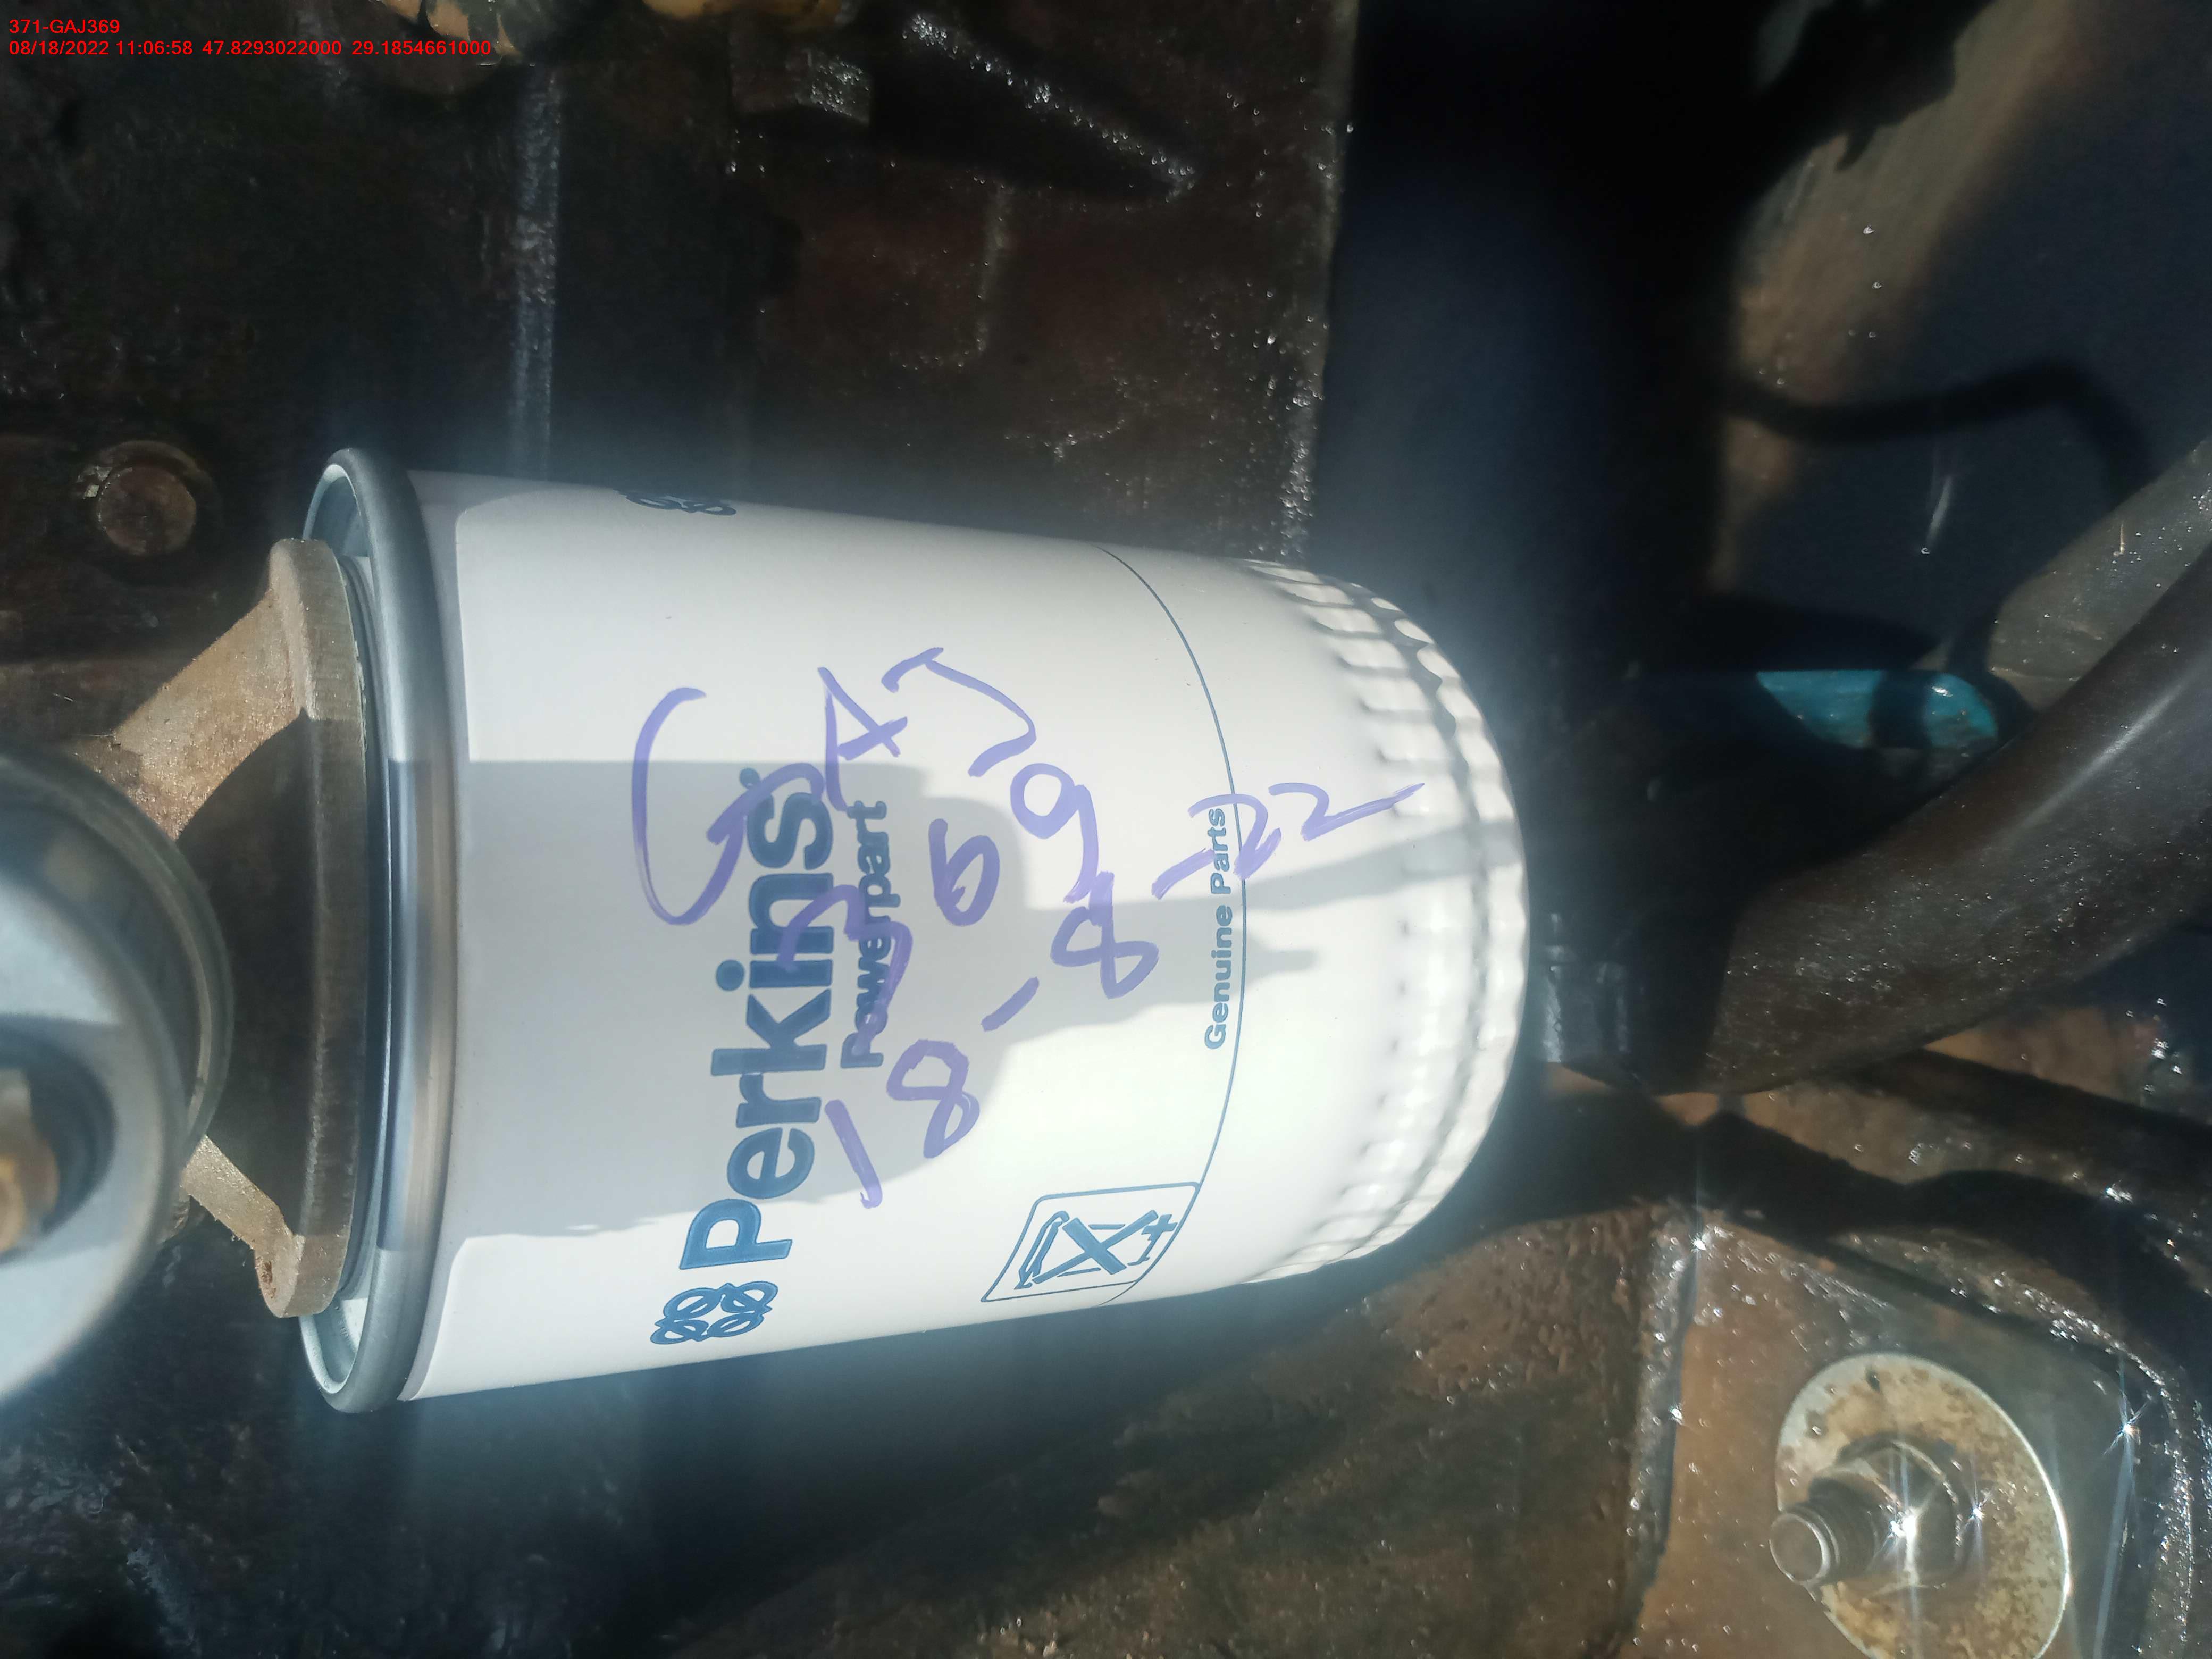 371-GAJ369
08/18/2022 11:06:58 47.8293022000 29.1854661000
Perkins
Powerpart
Genuine Parts
GAJ
369
18-8-22